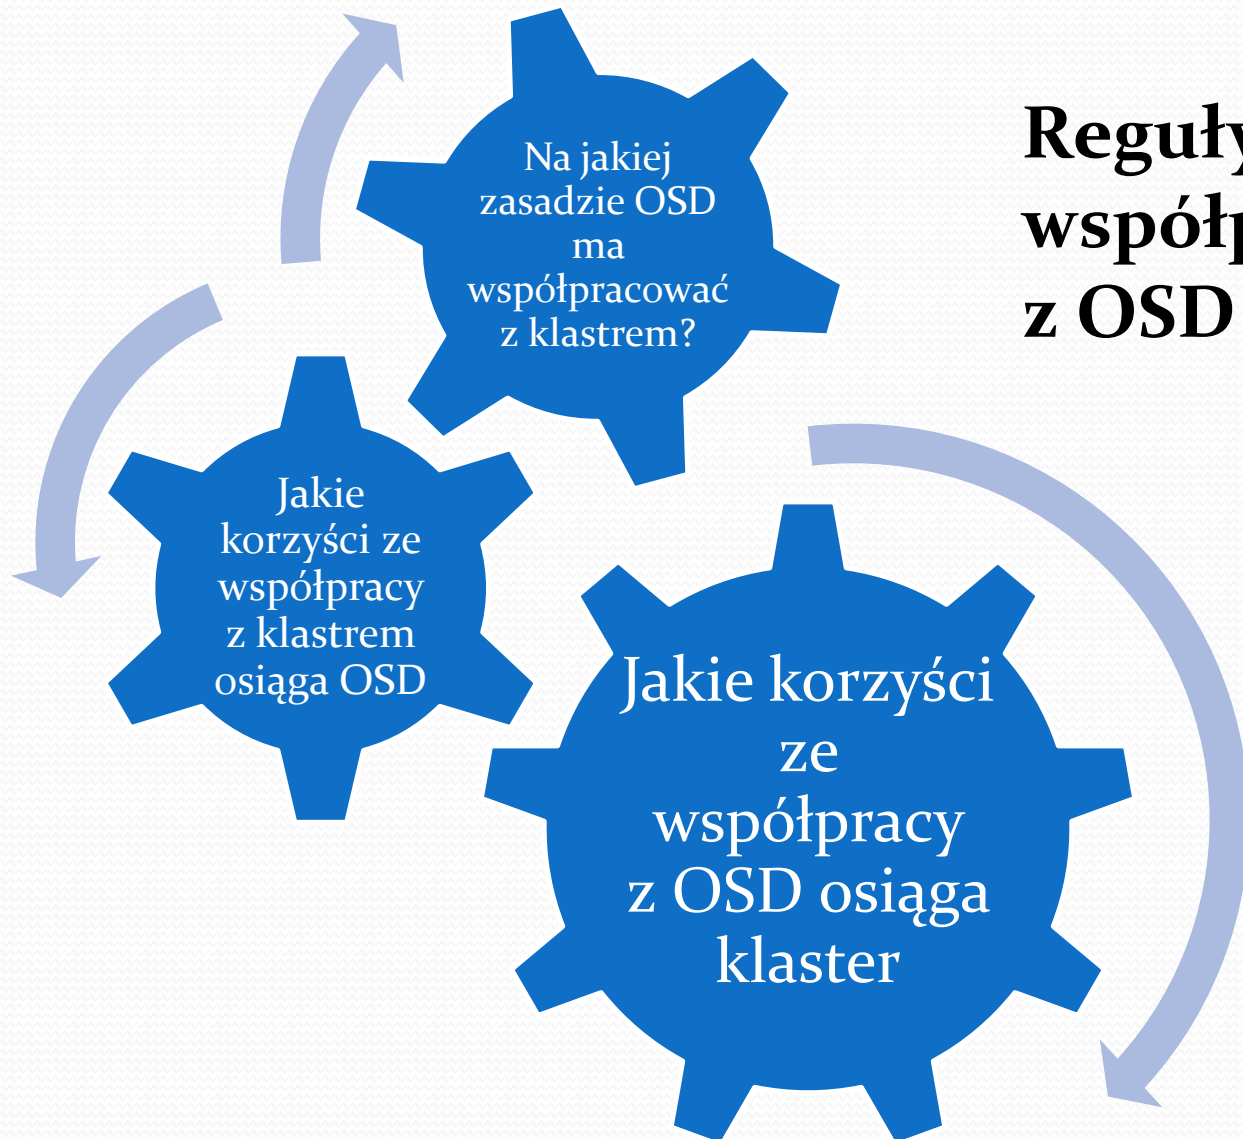 Reguły
z OSD
Na jakiej
zasadzie OSD
ma
współpracować
z klastrem?
Jakie
korzyści ze
współpracy
z klastrem
osiąga OSD
Jakie korzyści
ze
współpracy
z OSD osiąga
klaster